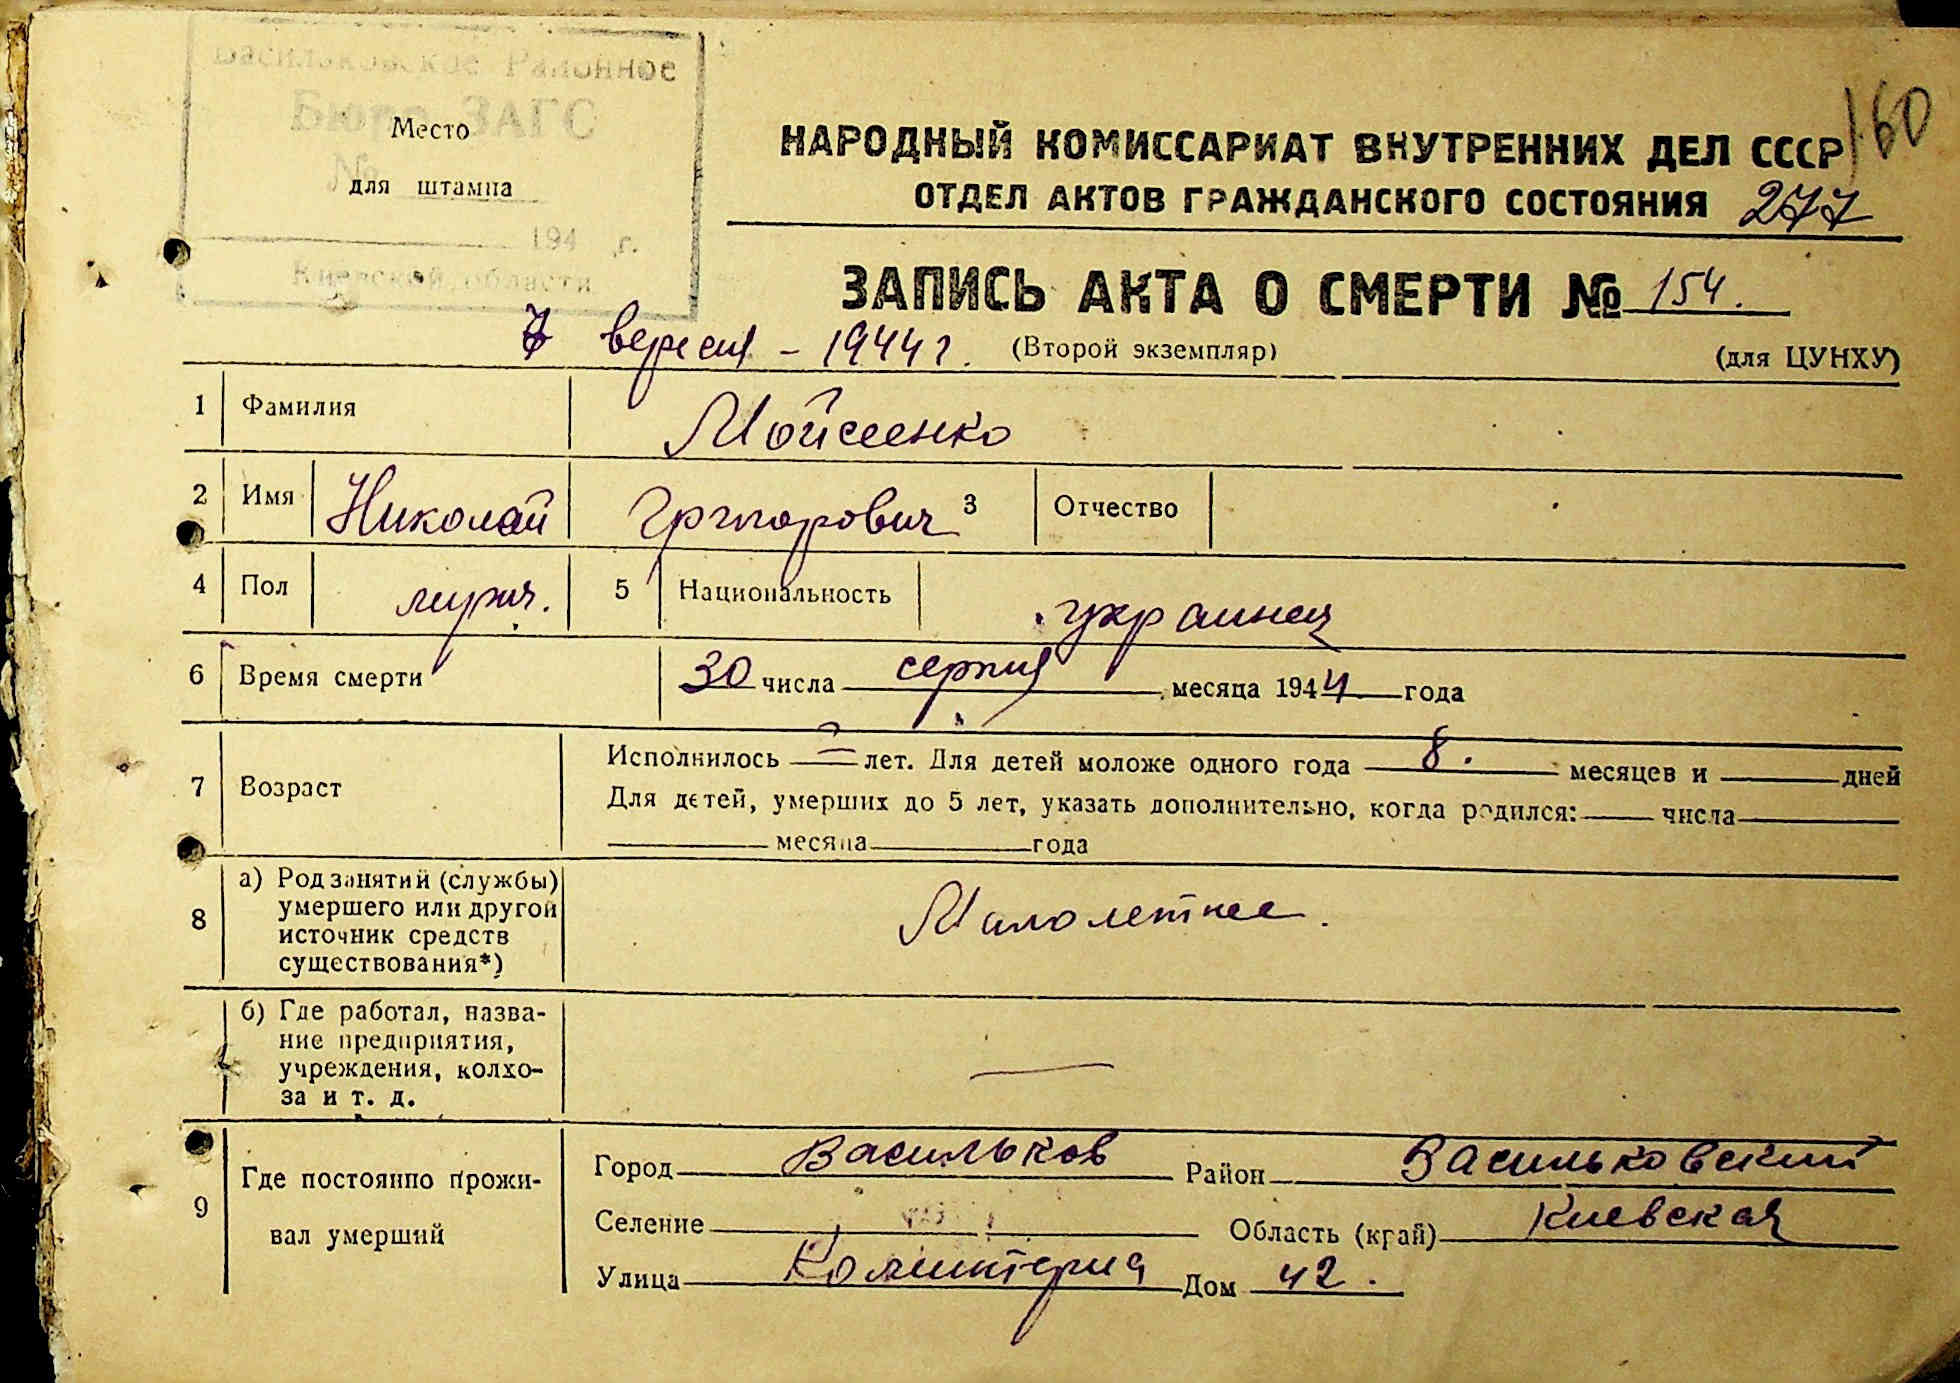 Васильковское Районное
Бюро ЗАГС
Место
№
для штампа
194 г.
Киевской области
160
НАРОДНЫЙ КОМИССАРИАТ ВНУТРЕННИХ ДЕЛ СССР
ОТДЕЛ АКТОВ ГРАЖДАНСКОГО СОСТОЯНИЯ 277
ЗАПИСЬ АКТА О СМЕРТИ № 154.
7 вересня - 1944 г. (Второй экземпляр) (для ЦУНХУ)
1 Фамилия Мойсеенко
2 Имя Николай Григорович 3 Отчество
4 Пол мужч. 5 Национальность украинец
6 Время смерти 30 числа серпня месяца 1944 года
7 Возраст Исполнилось — лет. Для детей моложе одного года 8. месяцев и дней
Для детей, умерших до 5 лет, указать дополнительно, когда родился: числа
месяца года
8 а) Род занятий (службы)
умершего или другой
источник средств
существования*)
Малолетнее.
б) Где работал, назва-
ние предприятия,
учреждения, колхо-
за и т. д.
—
9 Где постоянно прожи-
вал умерший
Город Васильков Район Васильковский
Селение Область (край) Киевская
Улица Коминтерна Дом 42.